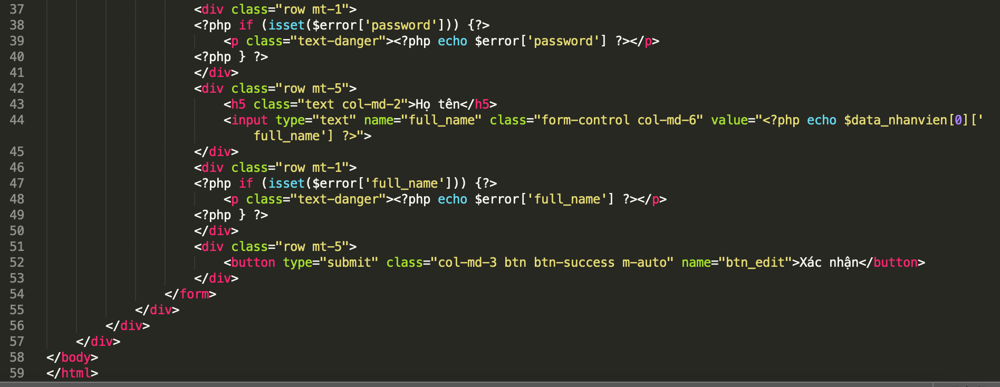 37 <div class="row mt-1">
38 <?php if (isset($error['password'])) {?>
39 <p class="text-danger"><?php echo $error['password'] ?></p>
40 <?php } ?>
41 </div>
42 <div class="row mt-5">
43 <h5 class="text col-md-2">Họ tên</h5>
44 <input type="text" name="full_name" class="form-control col-md-6" value="<?php echo $data_nhanvien[0]['
full_name'] ?>">
45 </div>
46 <div class="row mt-1">
47 <?php if (isset($error['full_name'])) {?>
48 <p class="text-danger"><?php echo $error['full_name'] ?></p>
49 <?php } ?>
50 </div>
51 <div class="row mt-5">
52 <button type="submit" class="col-md-3 btn btn-success m-auto" name="btn_edit">Xác nhận</button>
53 </div>
54 </form>
55 </div>
56 </div>
57 </div>
58 </body>
59 </html>